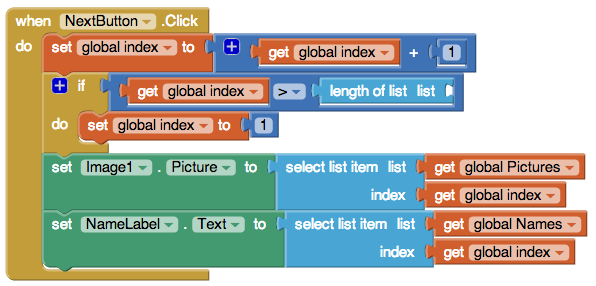 when NextButton .Click
do set global index to get global index + 1
if get global index > length of list list
do set global index to 1
set Image1 . Picture to select list item list get global Pictures
index get global index
set NameLabel . Text to select list item list get global Names
index get global index